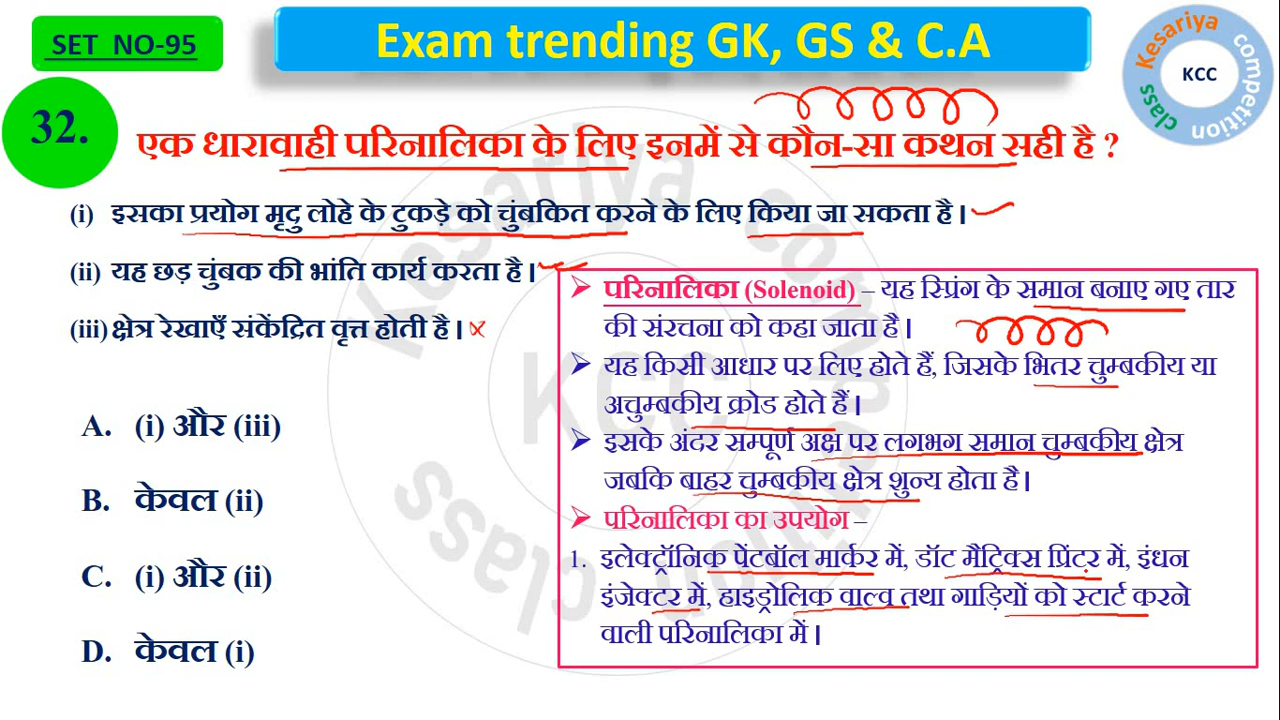 SET NO-95
Exam trending GK, GS & C.A
Kesariya competition class
KCC
32.
एक धारावाही परिनालिका के लिए इनमें से कौन-सा कथन सही है ?
(i) इसका प्रयोग मृदु लोहे के टुकड़े को चुंबकित करने के लिए किया जा सकता है।
(ii) यह छड़ चुंबक की भांति कार्य करता है।
(iii) क्षेत्र रेखाएँ संकेंद्रित वृत्त होती है।
A. (i) और (iii)
B. केवल (ii)
C. (i) और (ii)
D. केवल (i)
➢ परिनालिका (Solenoid) – यह स्प्रिंग के समान बनाए गए तार
की संरचना को कहा जाता है।
➢ यह किसी आधार पर लिए होते हैं, जिसके भितर चुम्बकीय या
अचुम्बकीय क्रोड होते हैं।
➢ इसके अंदर सम्पूर्ण अक्ष पर लगभग समान चुम्बकीय क्षेत्र
जबकि बाहर चुम्बकीय क्षेत्र शुन्य होता है।
➢ परिनालिका का उपयोग –
1. इलेक्ट्रॉनिक पेंटबॉल मार्कर में, डॉट मैट्रिक्स प्रिंटर में, इंधन
इंजेक्टर में, हाइड्रोलिक वाल्व तथा गाड़ियों को स्टार्ट करने
वाली परिनालिका में।
Kesariya competition class
KCC